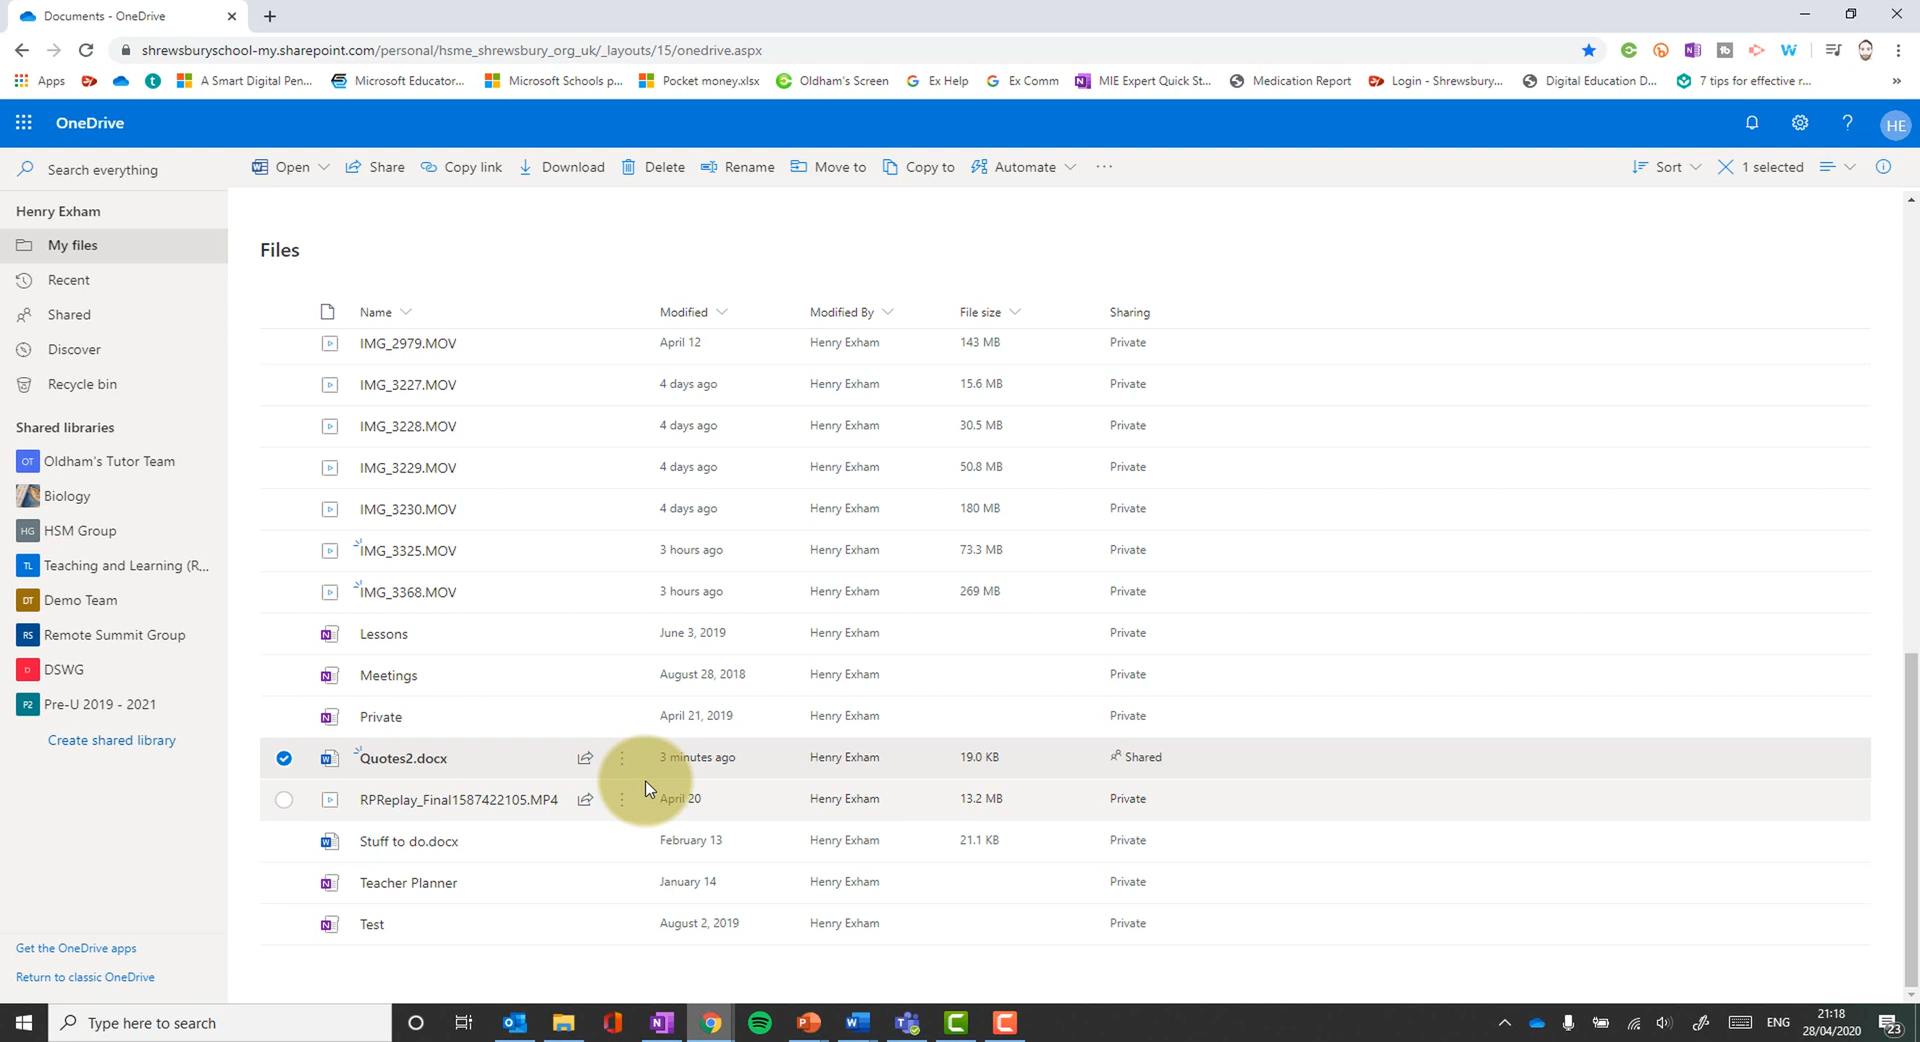 Documents - OneDrive
shrewsburyschool-my.sharepoint.com/personal/hsme_shrewsbury_org_uk/_layouts/15/onedrive.aspx
Apps A Smart Digital Pen... Microsoft Educator... Microsoft Schools p... Pocket money.xlsx Oldham's Screen Ex Help Ex Comm MIE Expert Quick St... Medication Report Login - Shrewsbury... Digital Education D... 7 tips for effective r... »
OneDrive ? HE
Search everything Open Share Copy link Download Delete Rename Move to Copy to Automate ... Sort 1 selected
Henry Exham
My files
Recent
Shared
Discover
Recycle bin
Shared libraries
OT Oldham's Tutor Team
Biology
HG HSM Group
TL Teaching and Learning (R...
DT Demo Team
RS Remote Summit Group
D DSWG
P2 Pre-U 2019 - 2021
Create shared library
Get the OneDrive apps
Return to classic OneDrive
Files
Name Modified Modified By File size Sharing
IMG_2979.MOV April 12 Henry Exham 143 MB Private
IMG_3227.MOV 4 days ago Henry Exham 15.6 MB Private
IMG_3228.MOV 4 days ago Henry Exham 30.5 MB Private
IMG_3229.MOV 4 days ago Henry Exham 50.8 MB Private
IMG_3230.MOV 4 days ago Henry Exham 180 MB Private
IMG_3325.MOV 3 hours ago Henry Exham 73.3 MB Private
IMG_3368.MOV 3 hours ago Henry Exham 269 MB Private
Lessons June 3, 2019 Henry Exham Private
Meetings August 28, 2018 Henry Exham Private
Private April 21, 2019 Henry Exham Private
Quotes2.docx 3 minutes ago Henry Exham 19.0 KB Shared
RPReplay_Final1587422105.MP4 April 20 Henry Exham 13.2 MB Private
Stuff to do.docx February 13 Henry Exham 21.1 KB Private
Teacher Planner January 14 Henry Exham Private
Test August 2, 2019 Henry Exham Private
Type here to search ENG 21:18
28/04/2020 23